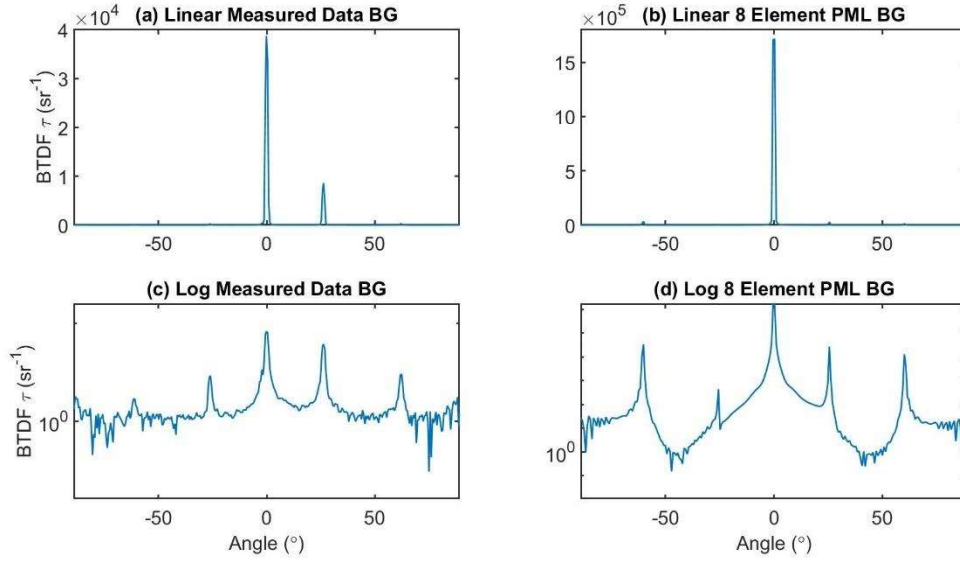 (a) Linear Measured Data BG
×10⁴
4
3
2
1
0
BTDF τ (sr⁻¹)
-50 0 50
(b) Linear 8 Element PML BG
×10⁵
15
10
5
0
-50 0 50
(c) Log Measured Data BG
10⁰
BTDF τ (sr⁻¹)
-50 0 50
Angle (°)
(d) Log 8 Element PML BG
10⁰
-50 0 50
Angle (°)